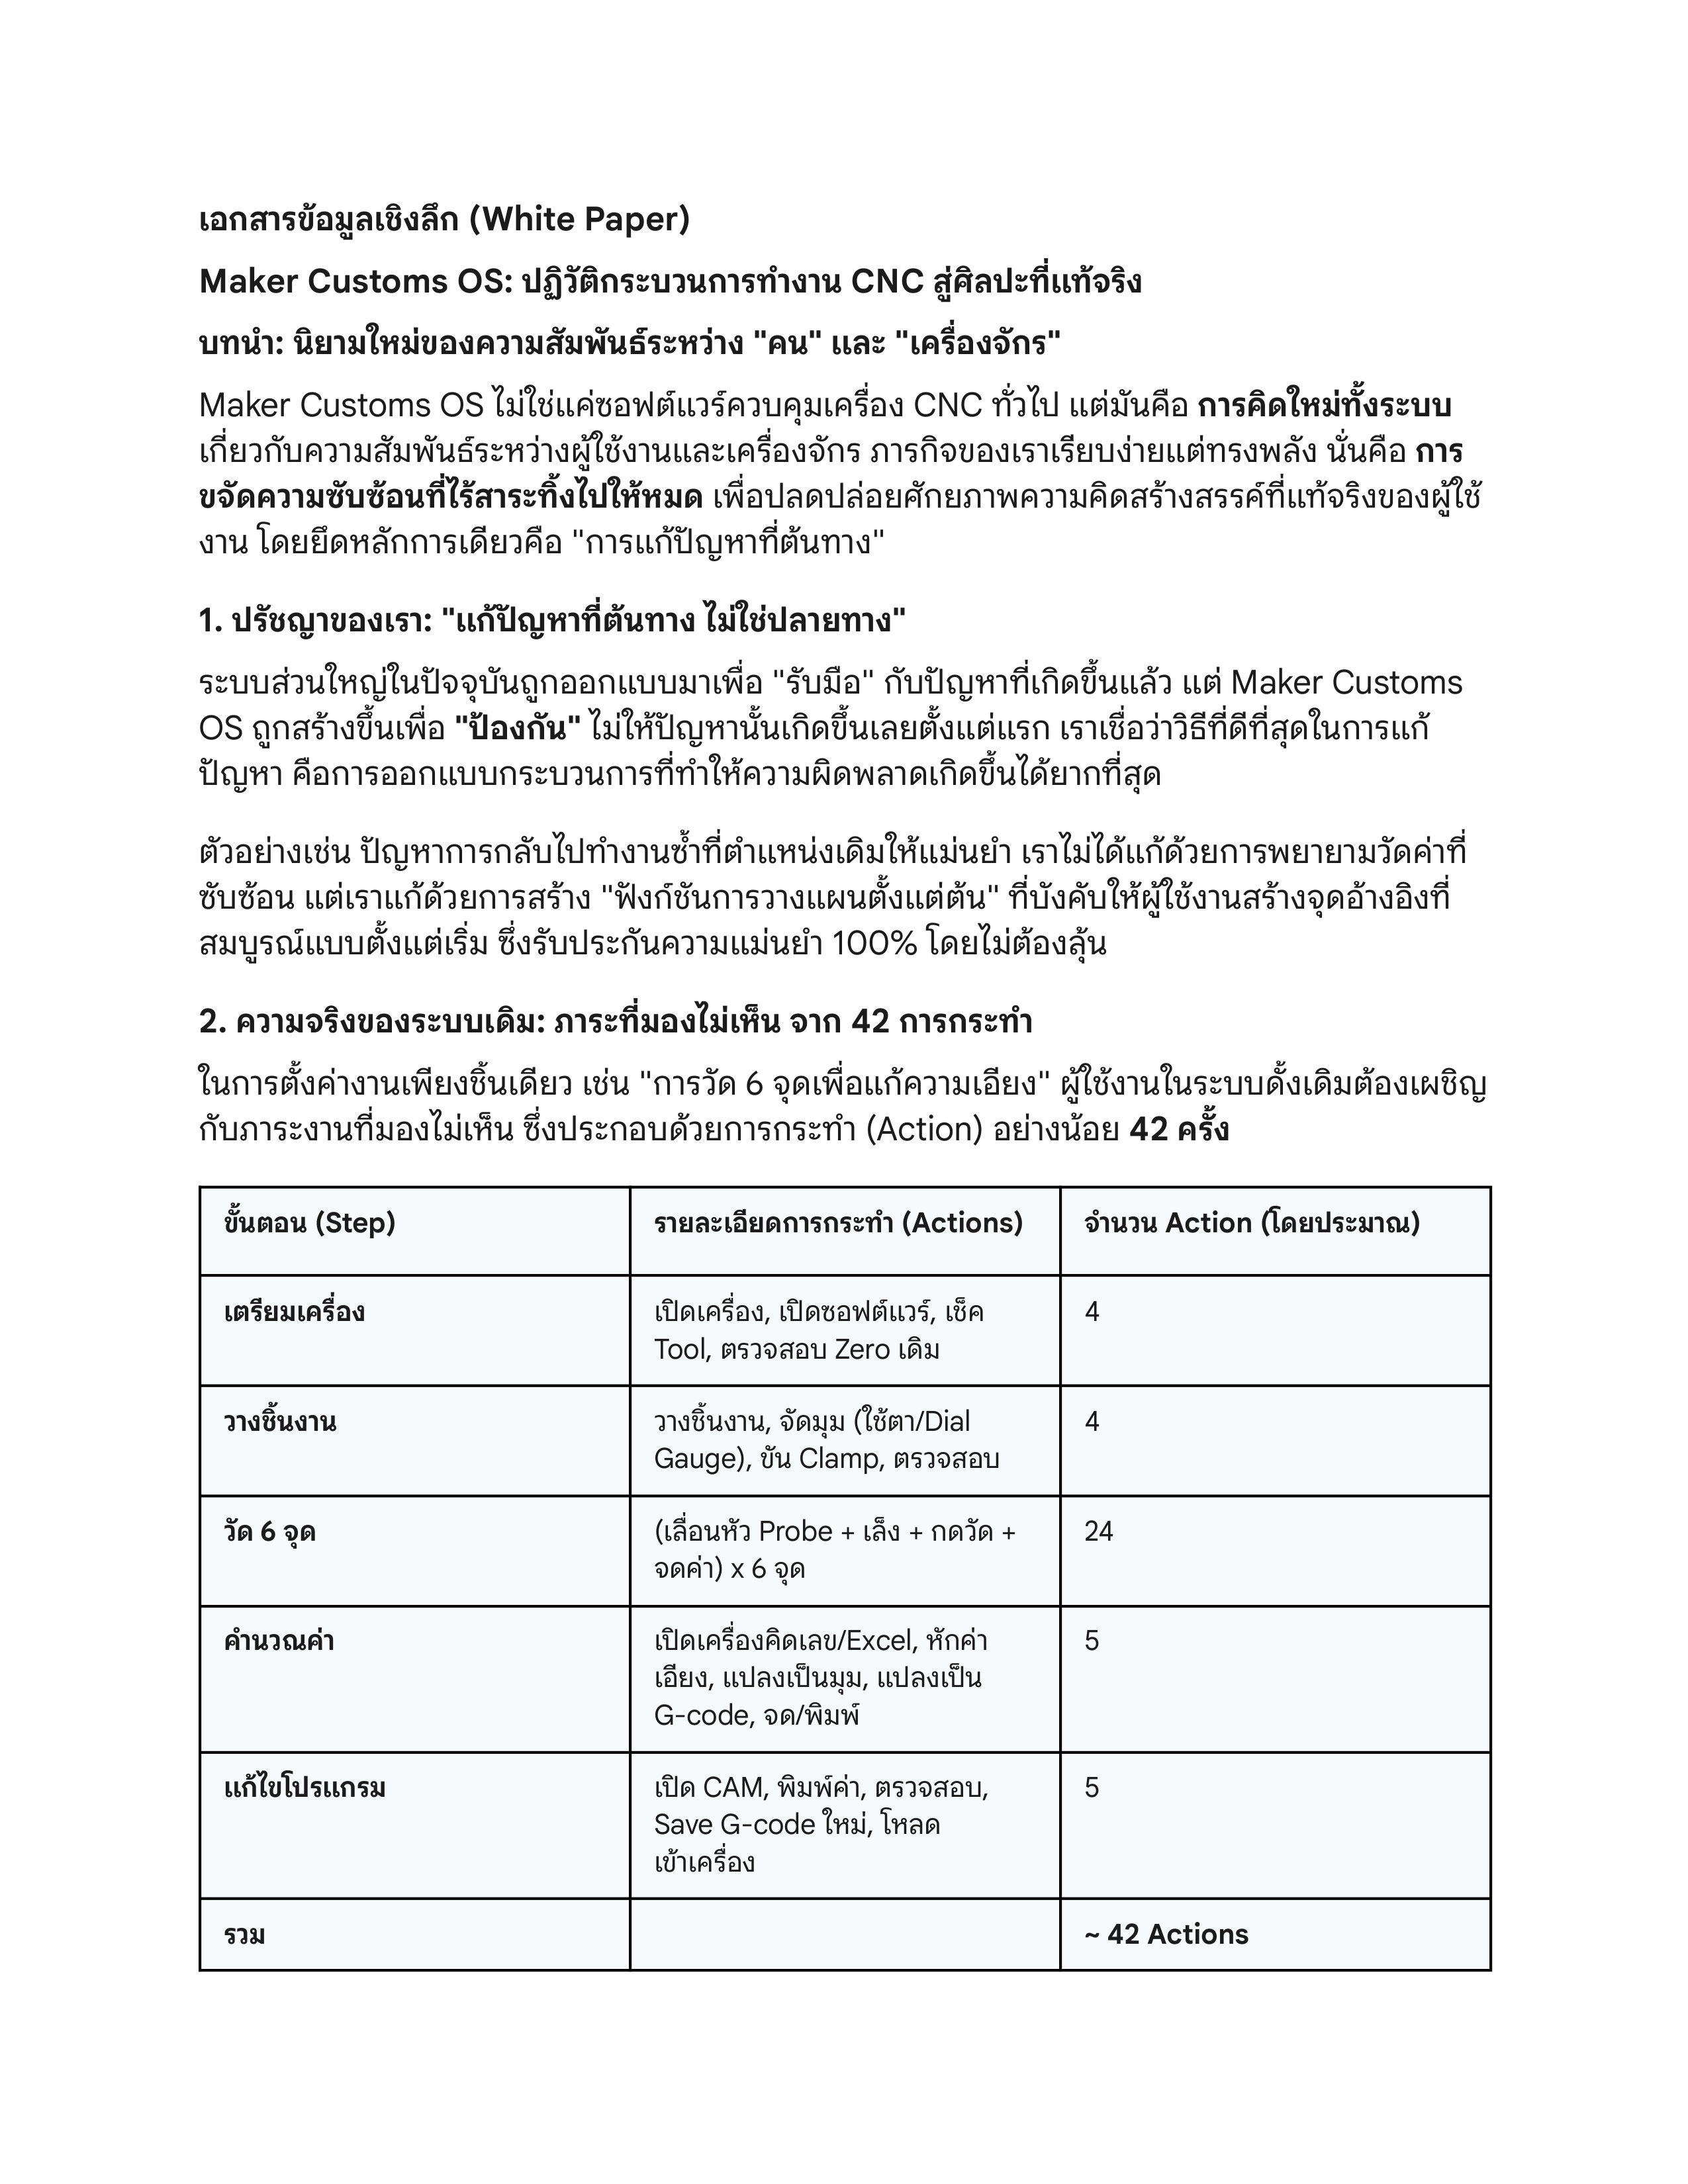 เอกสารข้อมูลเชิงลึก (White Paper)
Maker Customs OS: ปฏิวัติกระบวนการทำงาน CNC สู่ศิลปะที่แท้จริง
บทนำ: นิยามใหม่ของความสัมพันธ์ระหว่าง "คน" และ "เครื่องจักร"
Maker Customs OS ไม่ใช่แค่ซอฟต์แวร์ควบคุมเครื่อง CNC ทั่วไป แต่มันคือ การคิดใหม่ทั้งระบบ
เกี่ยวกับความสัมพันธ์ระหว่างผู้ใช้งานและเครื่องจักร ภารกิจของเราเรียบง่ายแต่ทรงพลัง นั่นคือ การ
ขจัดความซับซ้อนที่ไร้สาระทิ้งไปให้หมด เพื่อปลดปล่อยศักยภาพความคิดสร้างสรรค์ที่แท้จริงของผู้ใช้
งาน โดยยึดหลักการเดียวคือ "การแก้ปัญหาที่ต้นทาง"
1. ปรัชญาของเรา: "แก้ปัญหาที่ต้นทาง ไม่ใช่ปลายทาง"
ระบบส่วนใหญ่ในปัจจุบันถูกออกแบบมาเพื่อ "รับมือ" กับปัญหาที่เกิดขึ้นแล้ว แต่ Maker Customs
OS ถูกสร้างขึ้นเพื่อ "ป้องกัน" ไม่ให้ปัญหานั้นเกิดขึ้นเลยตั้งแต่แรก เราเชื่อว่าวิธีที่ดีที่สุดในการแก้
ปัญหา คือการออกแบบกระบวนการที่ทำให้ความผิดพลาดเกิดขึ้นได้ยากที่สุด
ตัวอย่างเช่น ปัญหาการกลับไปทำงานซ้ำที่ตำแหน่งเดิมให้แม่นยำ เราไม่ได้แก้ด้วยการพยายามวัดค่าที่
ซับซ้อน แต่เราแก้ด้วยการสร้าง "ฟังก์ชันการวางแผนตั้งแต่ต้น" ที่บังคับให้ผู้ใช้งานสร้างจุดอ้างอิงที่
สมบูรณ์แบบตั้งแต่เริ่ม ซึ่งรับประกันความแม่นยำ 100% โดยไม่ต้องลุ้น
2. ความจริงของระบบเดิม: ภาระที่มองไม่เห็น จาก 42 การกระทำ
ในการตั้งค่างานเพียงชิ้นเดียว เช่น "การวัด 6 จุดเพื่อแก้ความเอียง" ผู้ใช้งานในระบบดั้งเดิมต้องเผชิญ
กับภาระงานที่มองไม่เห็น ซึ่งประกอบด้วยการกระทำ (Action) อย่างน้อย 42 ครั้ง
ขั้นตอน (Step)
รายละเอียดการกระทำ (Actions)
จำนวน Action (โดยประมาณ)
เตรียมเครื่อง
เปิดเครื่อง, เปิดซอฟต์แวร์, เช็ค
Tool, ตรวจสอบ Zero เดิม
4
วางชิ้นงาน
วางชิ้นงาน, จัดมุม (ใช้ตา/Dial
Gauge), ขัน Clamp, ตรวจสอบ
4
วัด 6 จุด
(เลื่อนหัว Probe + เล็ง + กดวัด +
จดค่า) x 6 จุด
24
คำนวณค่า
เปิดเครื่องคิดเลข/Excel, หักค่า
เอียง, แปลงเป็นมุม, แปลงเป็น
G-code, จด/พิมพ์
5
แก้ไขโปรแกรม
เปิด CAM, พิมพ์ค่า, ตรวจสอบ,
Save G-code ใหม่, โหลด
เข้าเครื่อง
5
รวม
~ 42 Actions